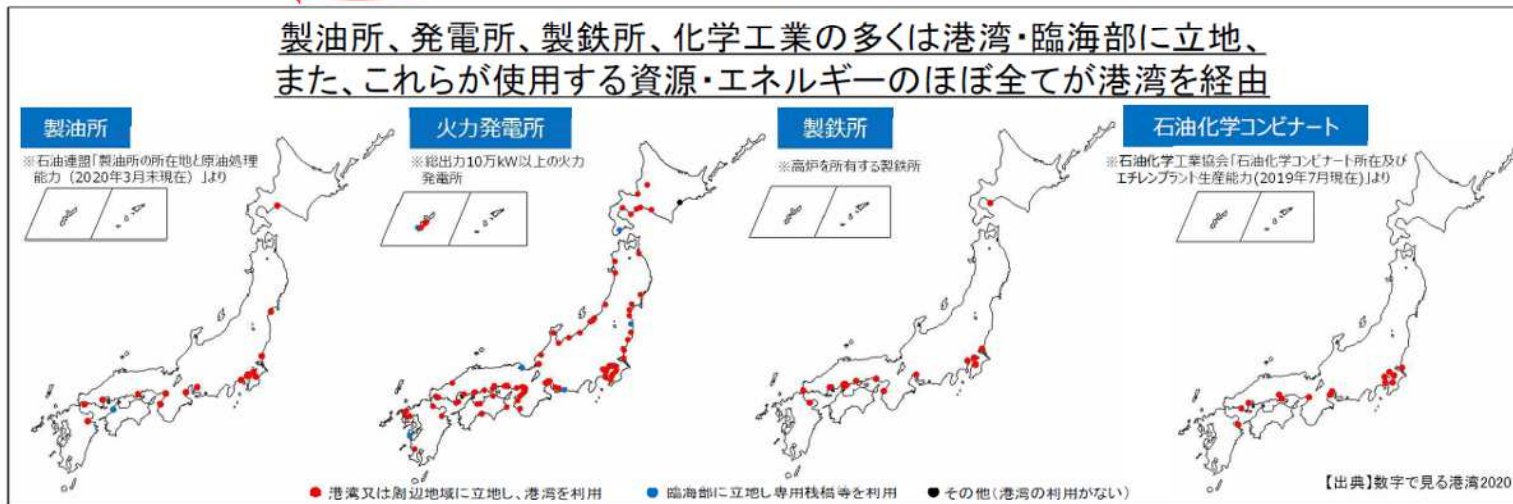 製油所、発電所、製鉄所、化学工業の多くは港湾・臨海部に立地、
また、これらが使用する資源・エネルギーのほぼ全てが港湾を経由
製油所
※石油連盟「製油所の所在地と原油処理
能力（2020年3月末現在）」より
火力発電所
※総出力10万kW以上の火力
発電所
製鉄所
※高炉を所有する製鉄所
石油化学コンビナート
※石油化学工業協会「石油化学コンビナート所在及び
エチレンプラント生産能力(2019年7月現在)」より
港湾又は周辺地域に立地し、港湾を利用
臨海部に立地し専用桟橋等を利用
その他(港湾の利用がない)
【出典】数字で見る港湾2020